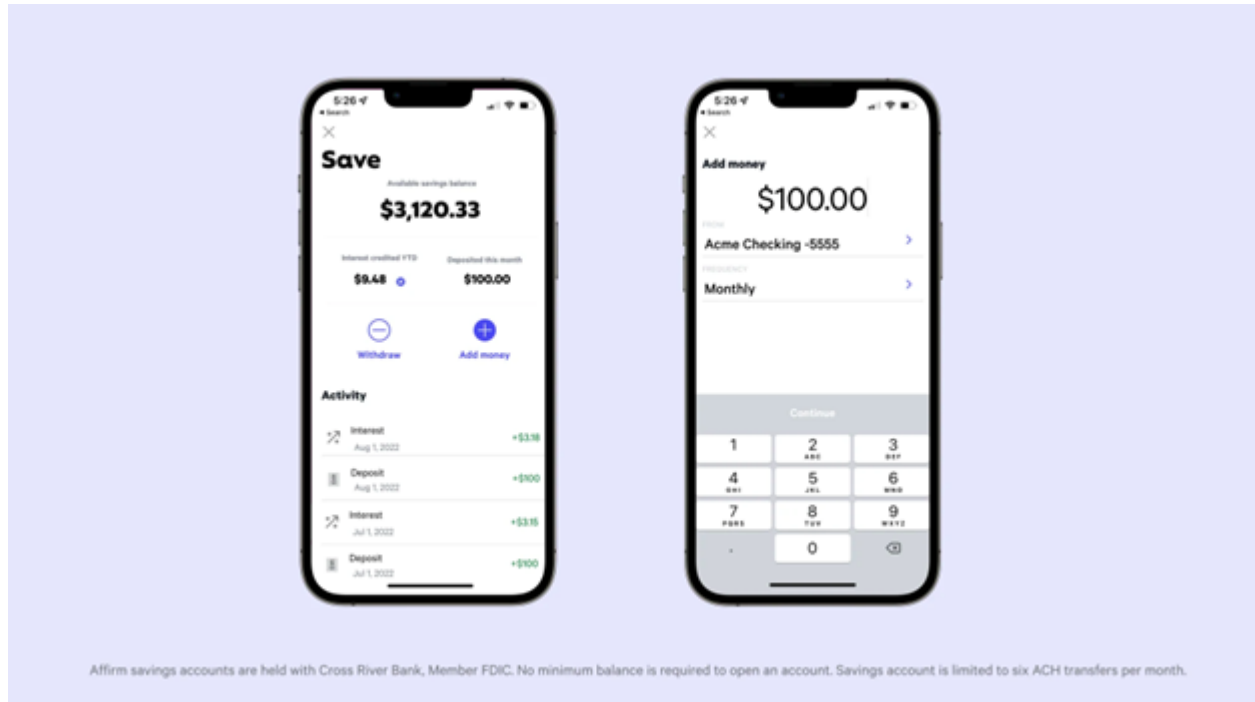 5:26
Search
Save
Available savings balance
$3,120.33
Interest credited YTD
Deposited this month
$9.48
$100.00
Withdraw
Add money
Activity
Interest
Aug 1, 2022
+$3.18
Deposit
Aug 1, 2022
+$100
Interest
Jul 1, 2022
+$3.15
Deposit
Jul 1, 2022
+$100
5:26
Search
Add money
$100.00
FROM
Acme Checking -5555
FREQUENCY
Monthly
Continue
1
2
ABC
3
DEF
4
GHI
5
JKL
6
MNO
7
PQRS
8
TUV
9
WXYZ
.
0
Affirm savings accounts are held with Cross River Bank, Member FDIC. No minimum balance is required to open an account. Savings account is limited to six ACH transfers per month.